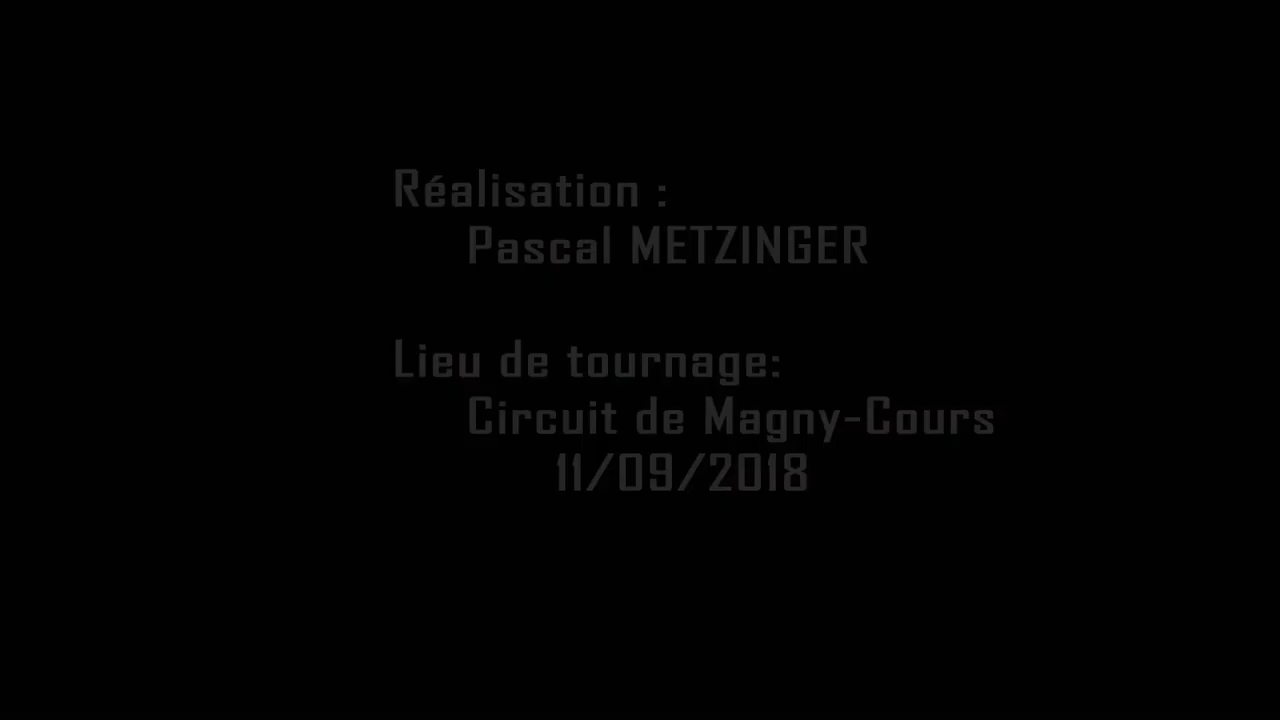 Réalisation :
Pascal METZINGER
Lieu de tournage:
Circuit de Magny-Cours
11/09/2018